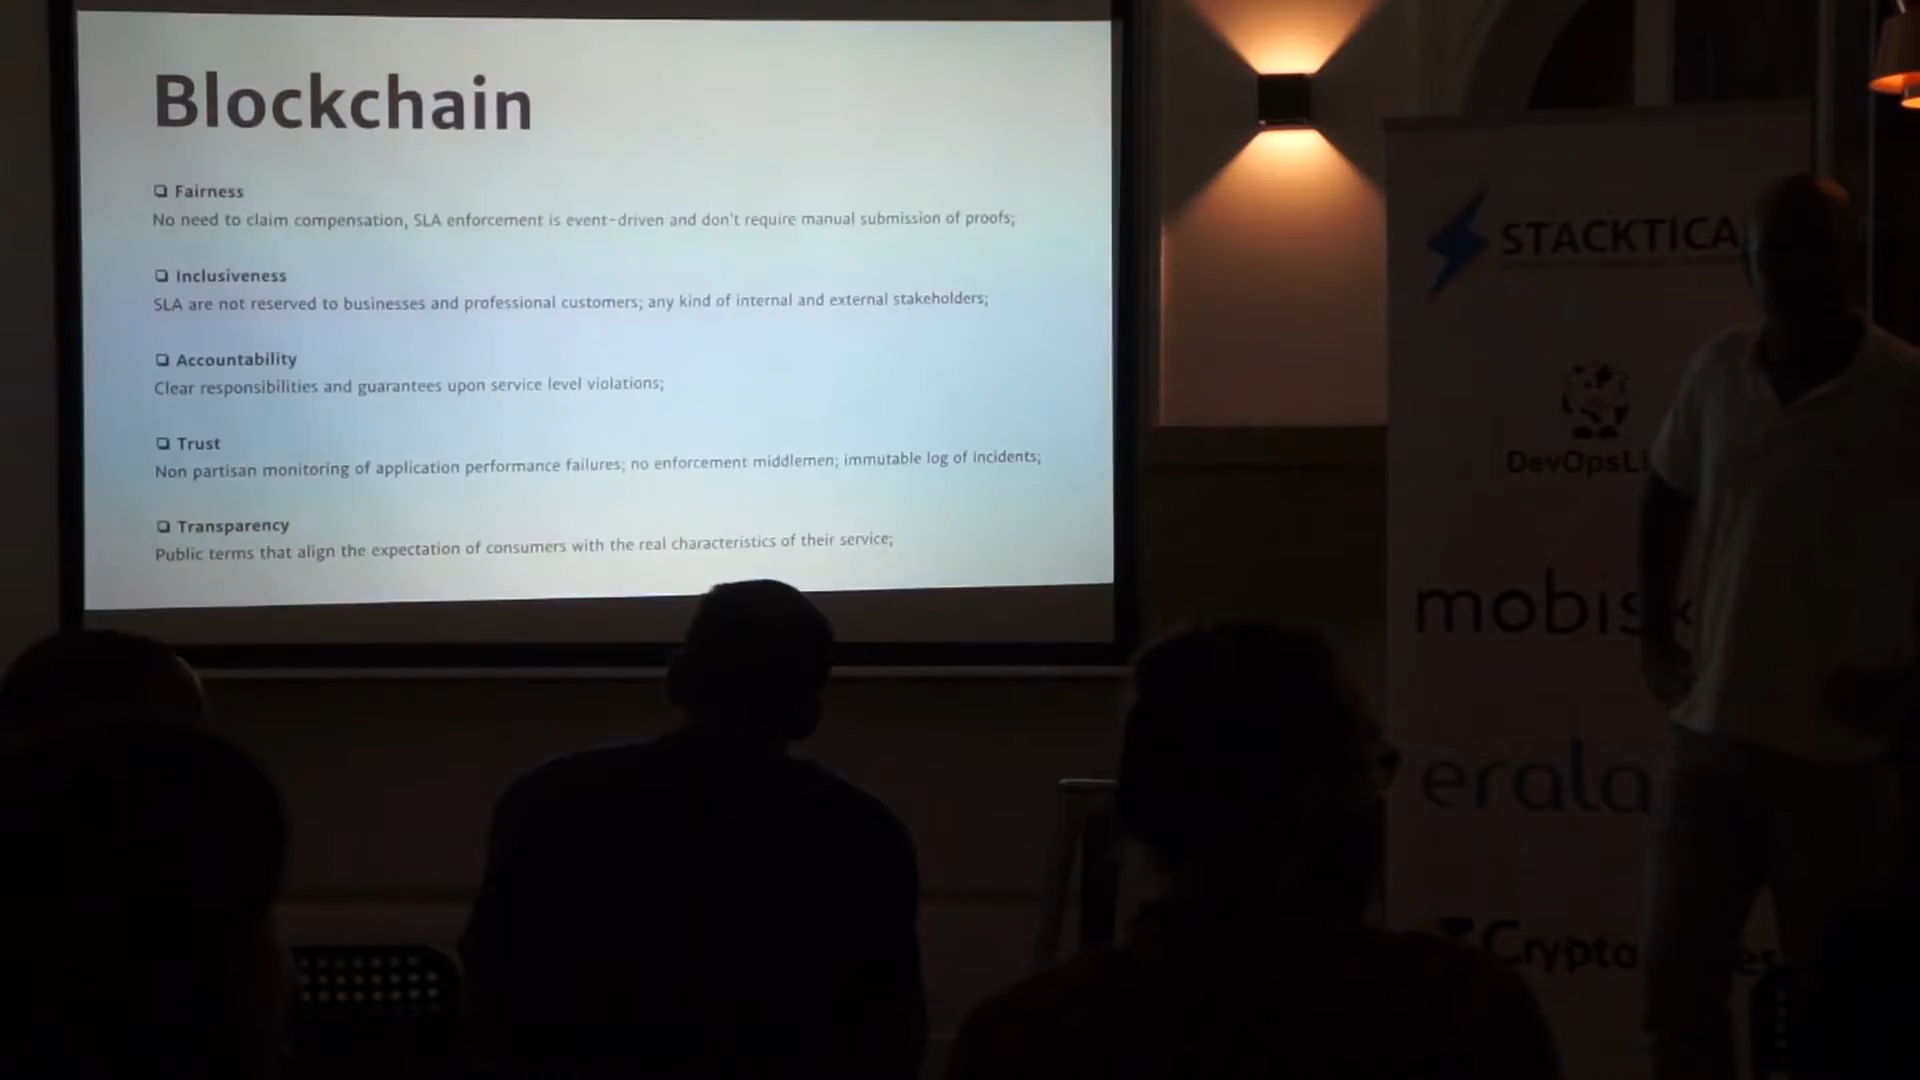 Blockchain
❏ Fairness
No need to claim compensation, SLA enforcement is event-driven and don't require manual submission of proofs;
❏ Inclusiveness
SLA are not reserved to businesses and professional customers; any kind of internal and external stakeholders;
❏ Accountability
Clear responsibilities and guarantees upon service level violations;
❏ Trust
Non partisan monitoring of application performance failures; no enforcement middlemen; immutable log of incidents;
❏ Transparency
Public terms that align the expectation of consumers with the real characteristics of their service;
STACKTICA
DevOpsLi
mobis
erala
Crypto